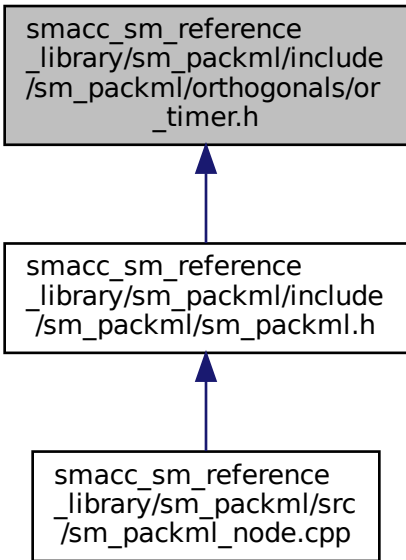 smacc_sm_reference
_library/sm_packml/include
/sm_packml/orthogonals/or
_timer.h
smacc_sm_reference
_library/sm_packml/include
/sm_packml/sm_packml.h
smacc_sm_reference
_library/sm_packml/src
/sm_packml_node.cpp